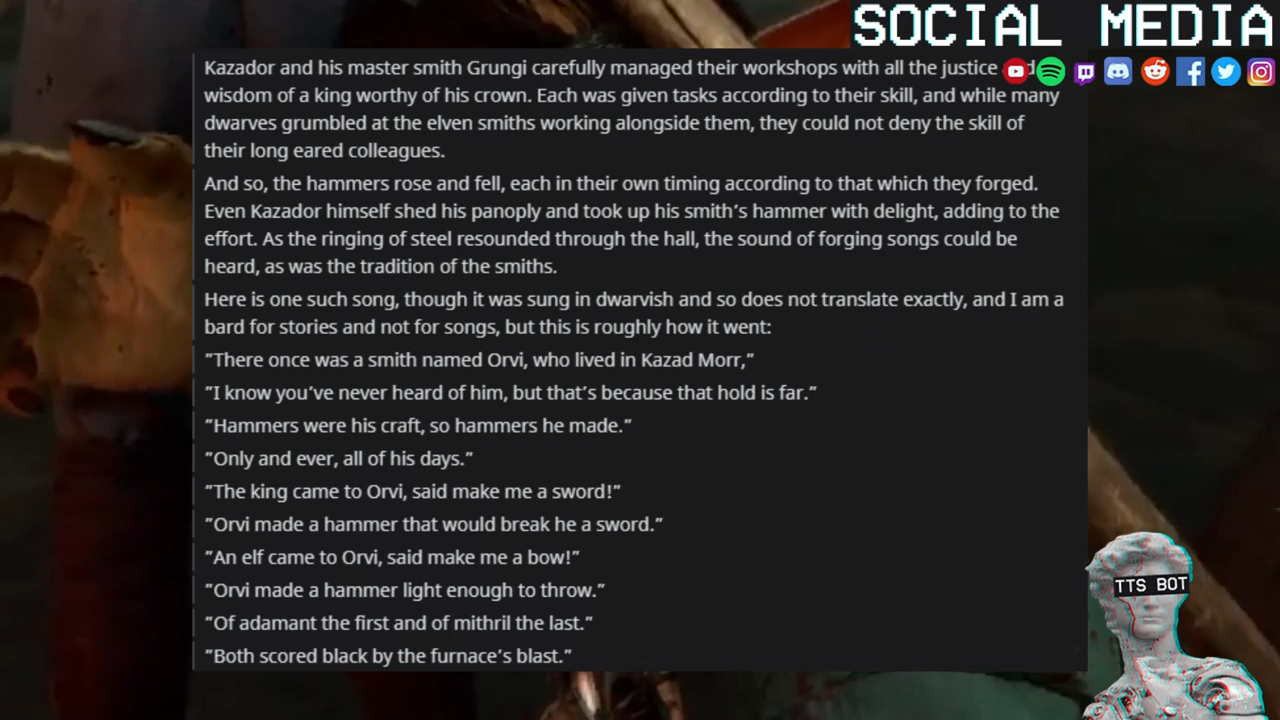 SOCIAL MEDIA
Kazador and his master smith Grungi carefully managed their workshops with all the justice
wisdom of a king worthy of his crown. Each was given tasks according to their skill, and while many
dwarves grumbled at the elven smiths working alongside them, they could not deny the skill of
their long eared colleagues.
And so, the hammers rose and fell, each in their own timing according to that which they forged.
Even Kazador himself shed his panoply and took up his smith's hammer with delight, adding to the
effort. As the ringing of steel resounded through the hall, the sound of forging songs could be
heard, as was the tradition of the smiths.
Here is one such song, though it was sung in dwarvish and so does not translate exactly, and I am a
bard for stories and not for songs, but this is roughly how it went:
"There once was a smith named Orvi, who lived in Kazad Morr,"
"I know you've never heard of him, but that's because that hold is far."
"Hammers were his craft, so hammers he made."
"Only and ever, all of his days."
"The king came to Orvi, said make me a sword!"
"Orvi made a hammer that would break he a sword."
"An elf came to Orvi, said make me a bow!"
"Orvi made a hammer light enough to throw."
"Of adamant the first and of mithril the last."
"Both scored black by the furnace's blast."
TTS BOT